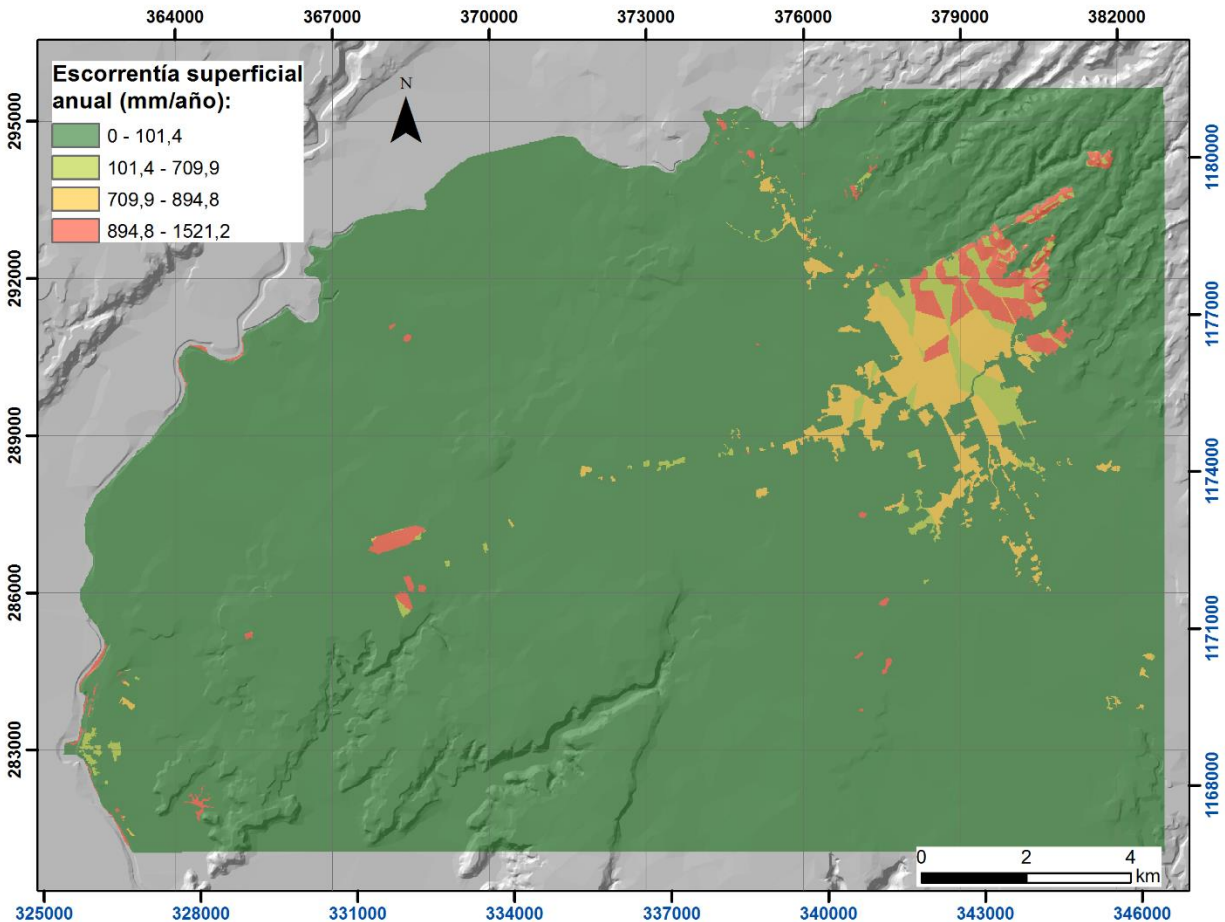 364000 367000 370000 373000 376000 379000 382000
Escorrentía superficial
anual (mm/año):
0 - 101,4
101,4 - 709,9
709,9 - 894,8
894,8 - 1521,2
N
295000
292000
289000
286000
283000
1180000
1177000
1174000
1171000
1168000
0 2 4
km
325000 328000 331000 334000 337000 340000 343000 346000